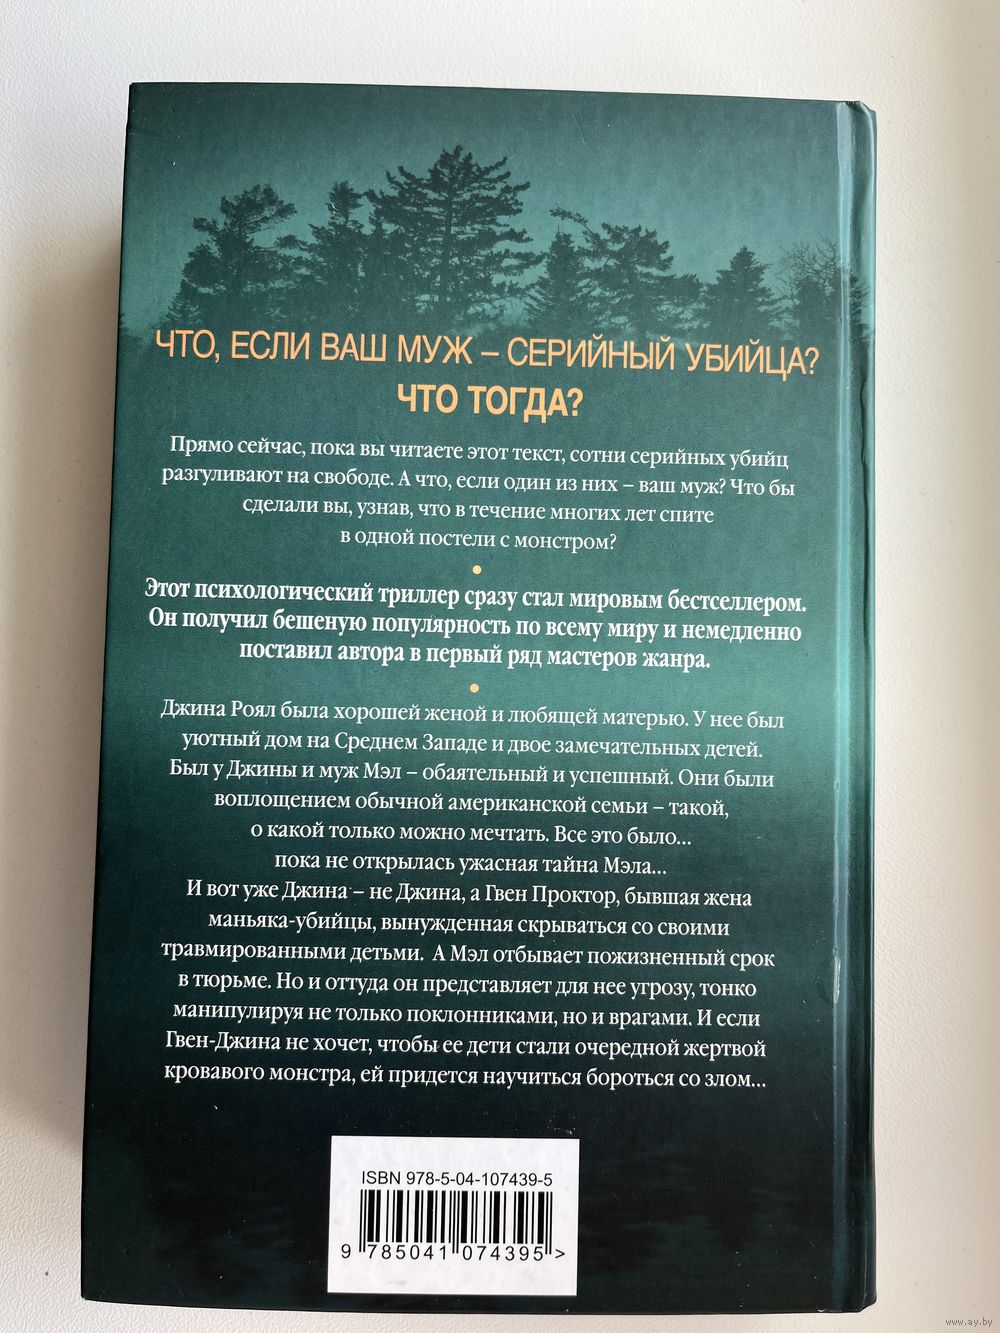 ЧТО, ЕСЛИ ВАШ МУЖ – СЕРИЙНЫЙ УБИЙЦА?
ЧТО ТОГДА?
Прямо сейчас, пока вы читаете этот текст, сотни серийных убийц
разгуливают на свободе. А что, если один из них – ваш муж? Что бы
сделали вы, узнав, что в течение многих лет спите
в одной постели с монстром?
•
Этот психологический триллер сразу стал мировым бестселлером.
Он получил бешеную популярность по всему миру и немедленно
поставил автора в первый ряд мастеров жанра.
•
Джина Роял была хорошей женой и любящей матерью. У нее был
уютный дом на Среднем Западе и двое замечательных детей.
Был у Джины и муж Мэл – обаятельный и успешный. Они были
воплощением обычной американской семьи – такой,
о какой только можно мечтать. Все это было...
пока не открылась ужасная тайна Мэла...
И вот уже Джина – не Джина, а Гвен Проктор, бывшая жена
маньяка-убийцы, вынужденная скрываться со своими
травмированными детьми. А Мэл отбывает пожизненный срок
в тюрьме. Но и оттуда он представляет для нее угрозу, тонко
манипулируя не только поклонниками, но и врагами. И если
Гвен-Джина не хочет, чтобы ее дети стали очередной жертвой
кровавого монстра, ей придется научиться бороться со злом...
ISBN 978-5-04-107439-5
9 785041 074395 >
www.ay.by